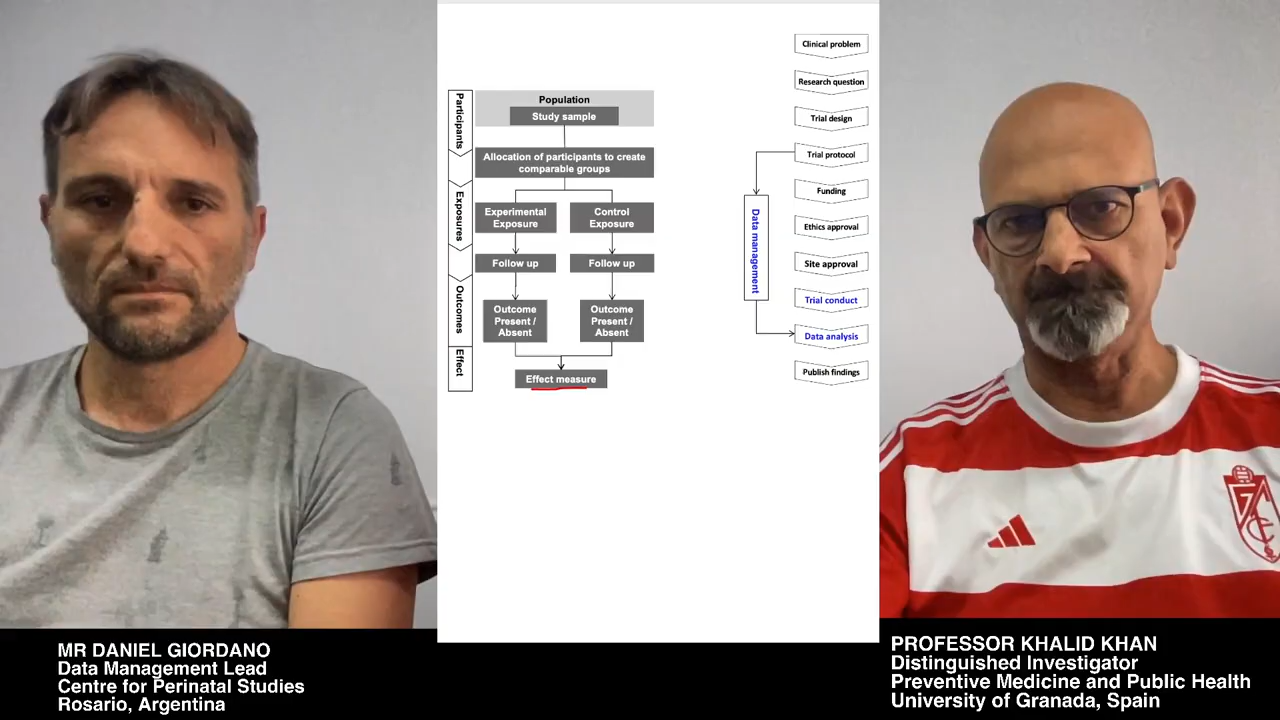 Participants
Exposures
Outcomes
Effect
Population
Study sample
Allocation of participants to create
comparable groups
Experimental
Exposure
Control
Exposure
Follow up
Follow up
Outcome
Present /
Absent
Outcome
Present /
Absent
Effect measure
Clinical problem
Research question
Trial design
Trial protocol
Funding
Ethics approval
Site approval
Trial conduct
Data analysis
Publish findings
Data management
MR DANIEL GIORDANO
Data Management Lead
Centre for Perinatal Studies
Rosario, Argentina
PROFESSOR KHALID KHAN
Distinguished Investigator
Preventive Medicine and Public Health
University of Granada, Spain